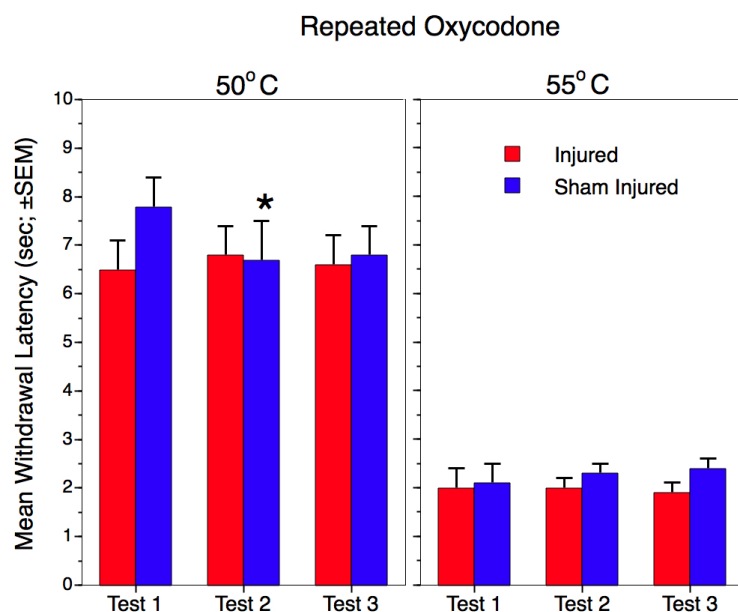 Repeated Oxycodone
50° C
55° C
Mean Withdrawal Latency (sec; ±SEM)
10
9
8
7
6
5
4
3
2
1
0
*
Injured
Sham Injured
Test 1
Test 2
Test 3
Test 1
Test 2
Test 3